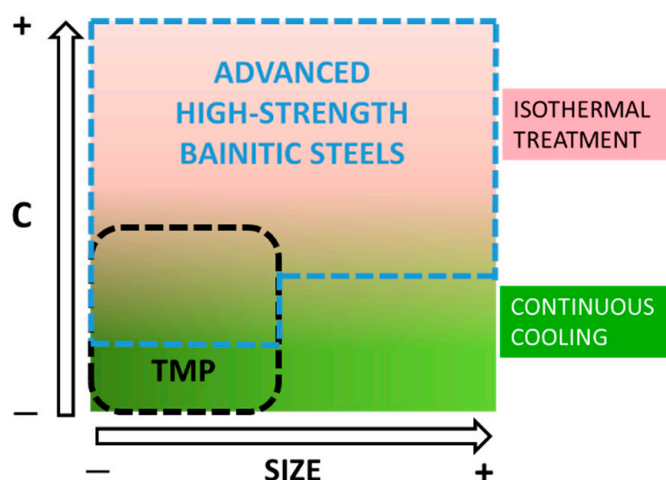 +
ADVANCED
HIGH-STRENGTH
BAINITIC STEELS
ISOTHERMAL
TREATMENT
C
CONTINUOUS
COOLING
TMP
—
—
SIZE
+